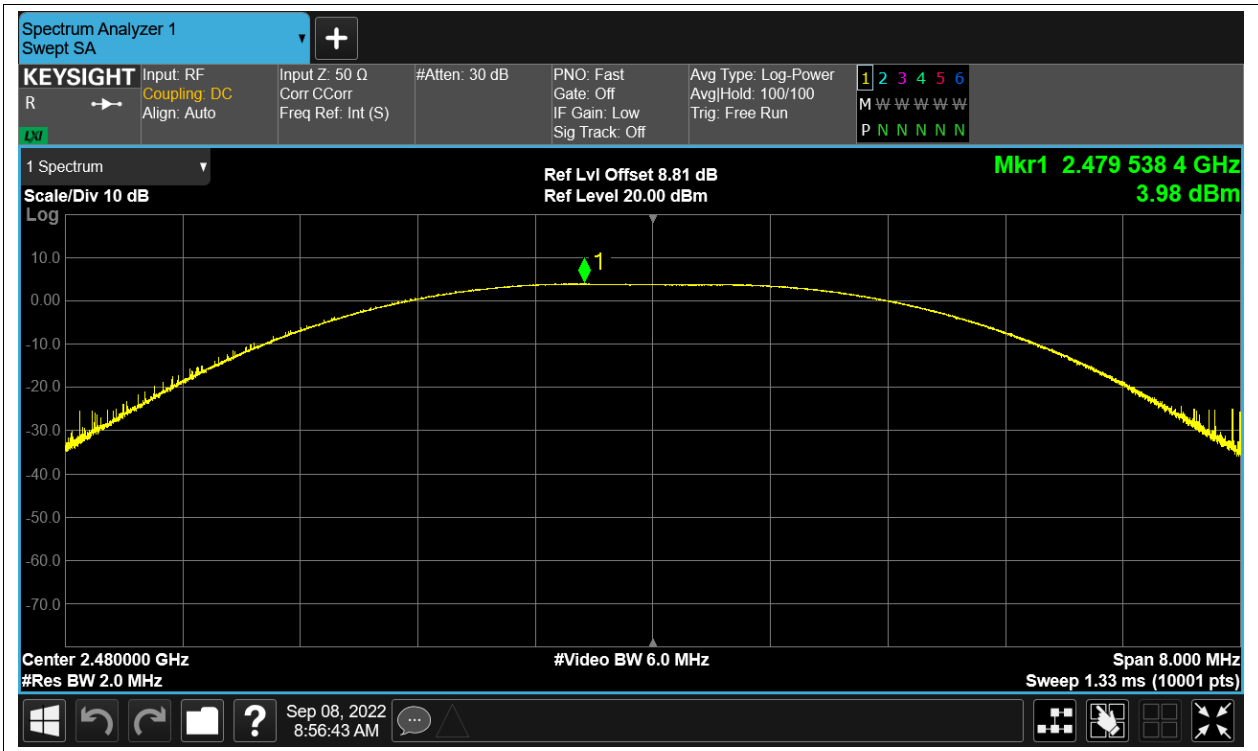 Spectrum Analyzer 1
Swept SA
KEYSIGHT
R
LXI
Input: RF
Coupling: DC
Align: Auto
Input Z: 50 Ω
Corr CCorr
Freq Ref: Int (S)
#Atten: 30 dB
PNO: Fast
Gate: Off
IF Gain: Low
Sig Track: Off
Avg Type: Log-Power
Avg|Hold: 100/100
Trig: Free Run
1 2 3 4 5 6
M W W W W W W
P N N N N N
1 Spectrum
Scale/Div 10 dB
Log
Ref Lvl Offset 8.81 dB
Ref Level 20.00 dBm
Mkr1 2.479 538 4 GHz
3.98 dBm
1
10.0
0.00
-10.0
-20.0
-30.0
-40.0
-50.0
-60.0
-70.0
Center 2.480000 GHz
#Res BW 2.0 MHz
#Video BW 6.0 MHz
Span 8.000 MHz
Sweep 1.33 ms (10001 pts)
?
Sep 08, 2022
8:56:43 AM